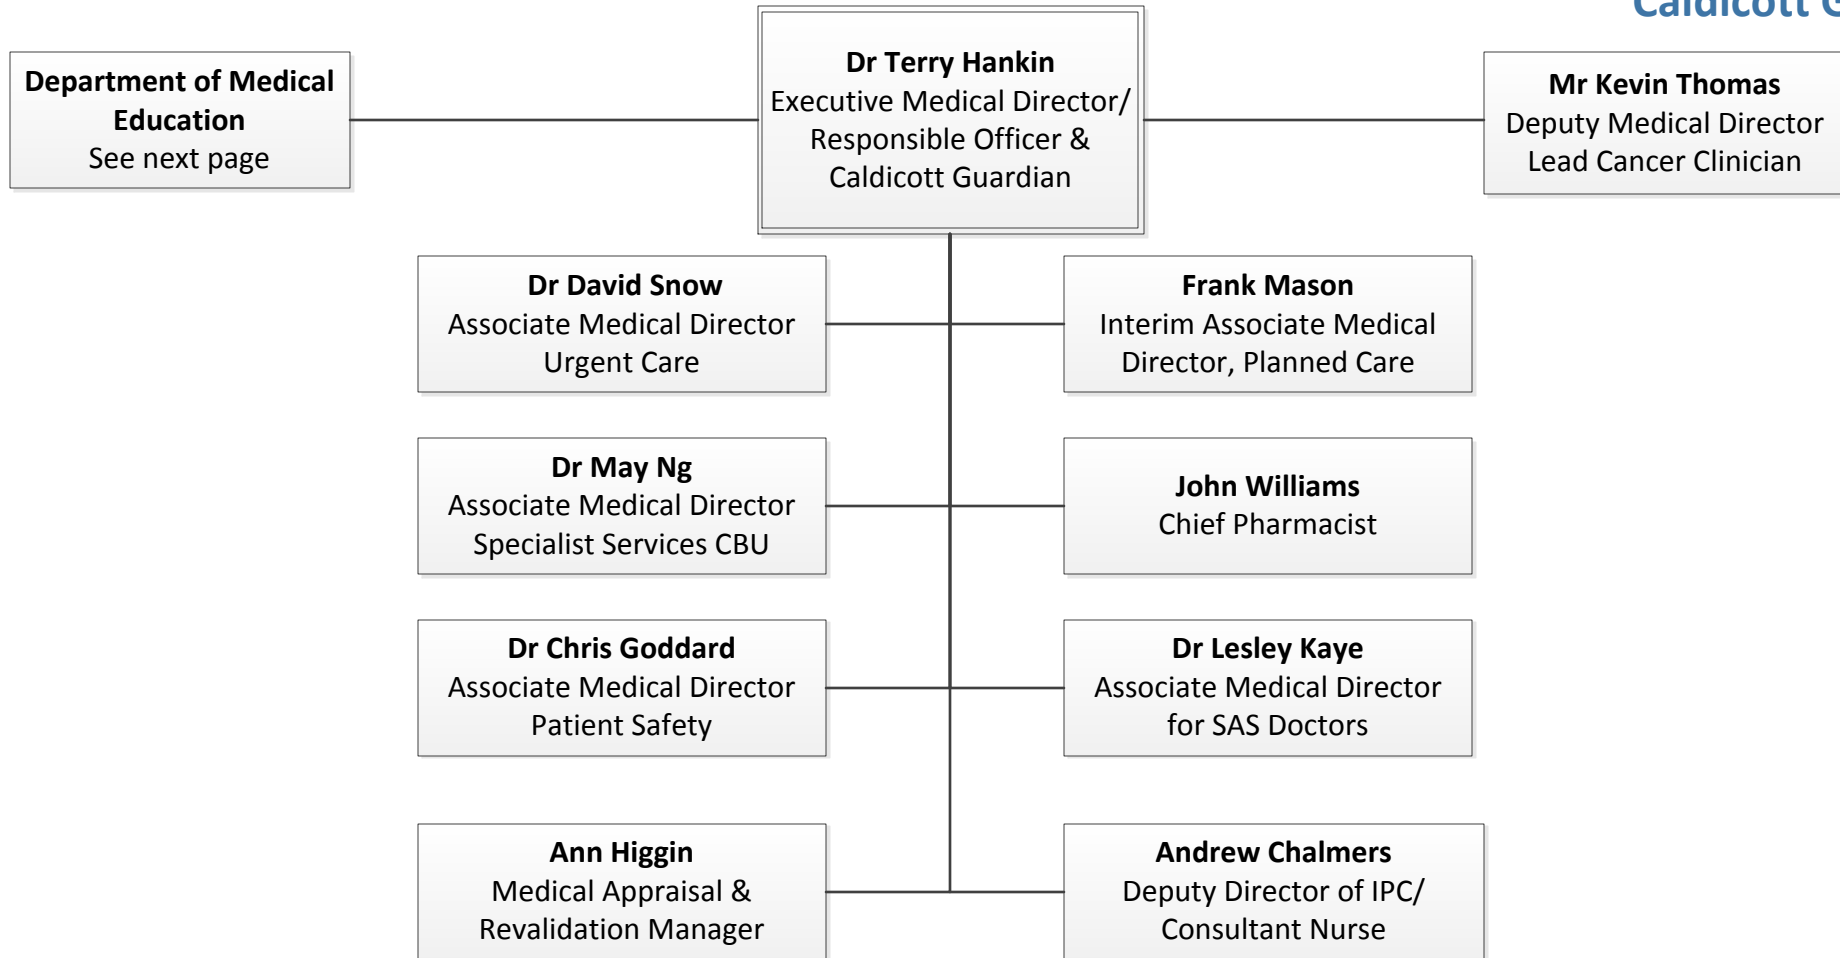 Caldicott G
Department of Medical
Education
See next page
Dr Terry Hankin
Executive Medical Director/
Responsible Officer &
Caldicott Guardian
Mr Kevin Thomas
Deputy Medical Director
Lead Cancer Clinician
Dr David Snow
Associate Medical Director
Urgent Care
Frank Mason
Interim Associate Medical
Director, Planned Care
Dr May Ng
Associate Medical Director
Specialist Services CBU
John Williams
Chief Pharmacist
Dr Chris Goddard
Associate Medical Director
Patient Safety
Dr Lesley Kaye
Associate Medical Director
for SAS Doctors
Ann Higgin
Medical Appraisal &
Revalidation Manager
Andrew Chalmers
Deputy Director of IPC/
Consultant Nurse